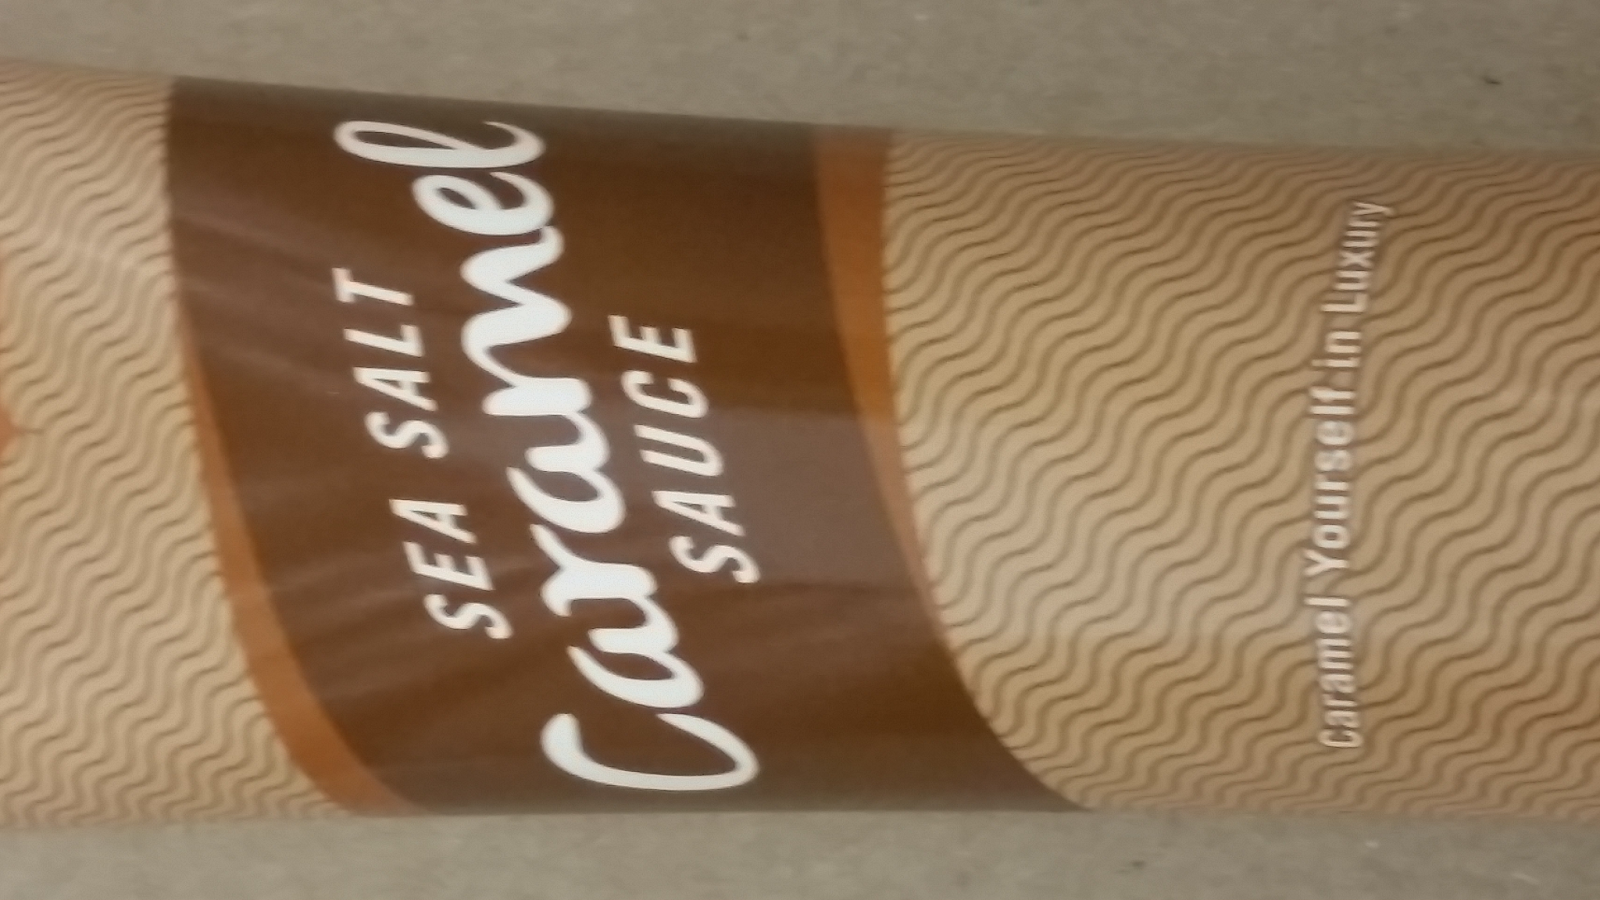 SEA SALT
Caramel
SAUCE
Caramel Yourself in Luxury